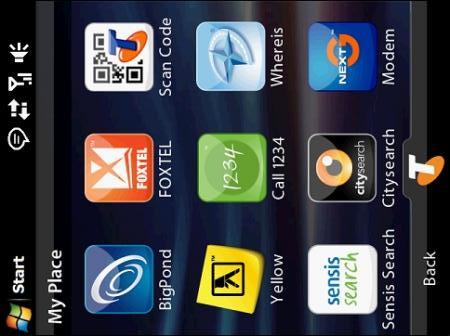 Start
My Place
BigPond
FOXTEL
FOXTEL
Scan Code
Yellow
1234
Call 1234
Whereis
sensis
search
Sensis Search
citysearch
Citysearch
NEXT G
Modem
Back